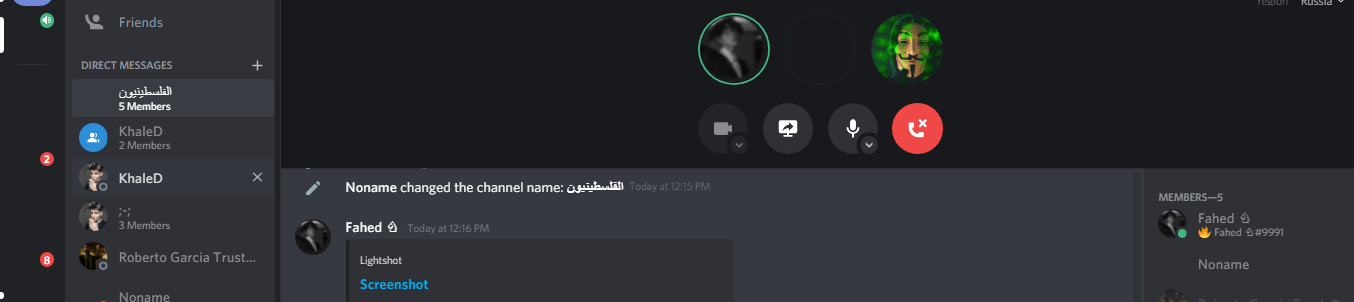 region Russia
Friends
DIRECT MESSAGES +
الفلسطينيون
5 Members
KhaleD
2 Members
2
KhaleD
;-;
3 Members
8
Roberto Garcia Trust...
Noname
Noname changed the channel name: الفلسطينيون Today at 12:15 PM
Fahed ♘ Today at 12:16 PM
Lightshot
Screenshot
MEMBERS—5
Fahed ♘
🔥 Fahed ♘#9991
Noname